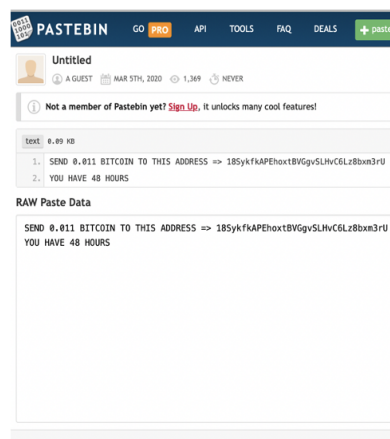 PASTEBIN GO PRO API TOOLS FAQ DEALS + paste
Untitled
A GUEST MAR 5TH, 2020 1,369 NEVER
Not a member of Pastebin yet? Sign Up, it unlocks many cool features!
text 0.09 KB
1. SEND 0.011 BITCOIN TO THIS ADDRESS => 18SykfkAPEhoxtBVGgvSLHvC6Lz8bxm3rU
2. YOU HAVE 48 HOURS
RAW Paste Data
SEND 0.011 BITCOIN TO THIS ADDRESS => 18SykfkAPEhoxtBVGgvSLHvC6Lz8bxm3rU
YOU HAVE 48 HOURS